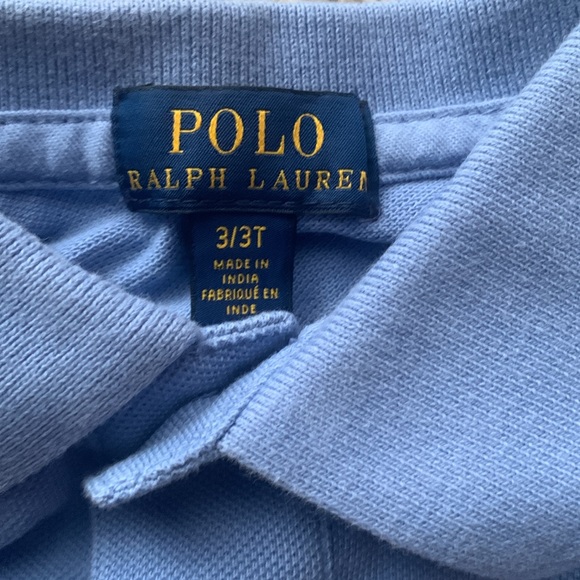 POLO
RALPH LAUREN
3/3T
MADE IN
INDIA
FABRIQUÉ EN
INDE